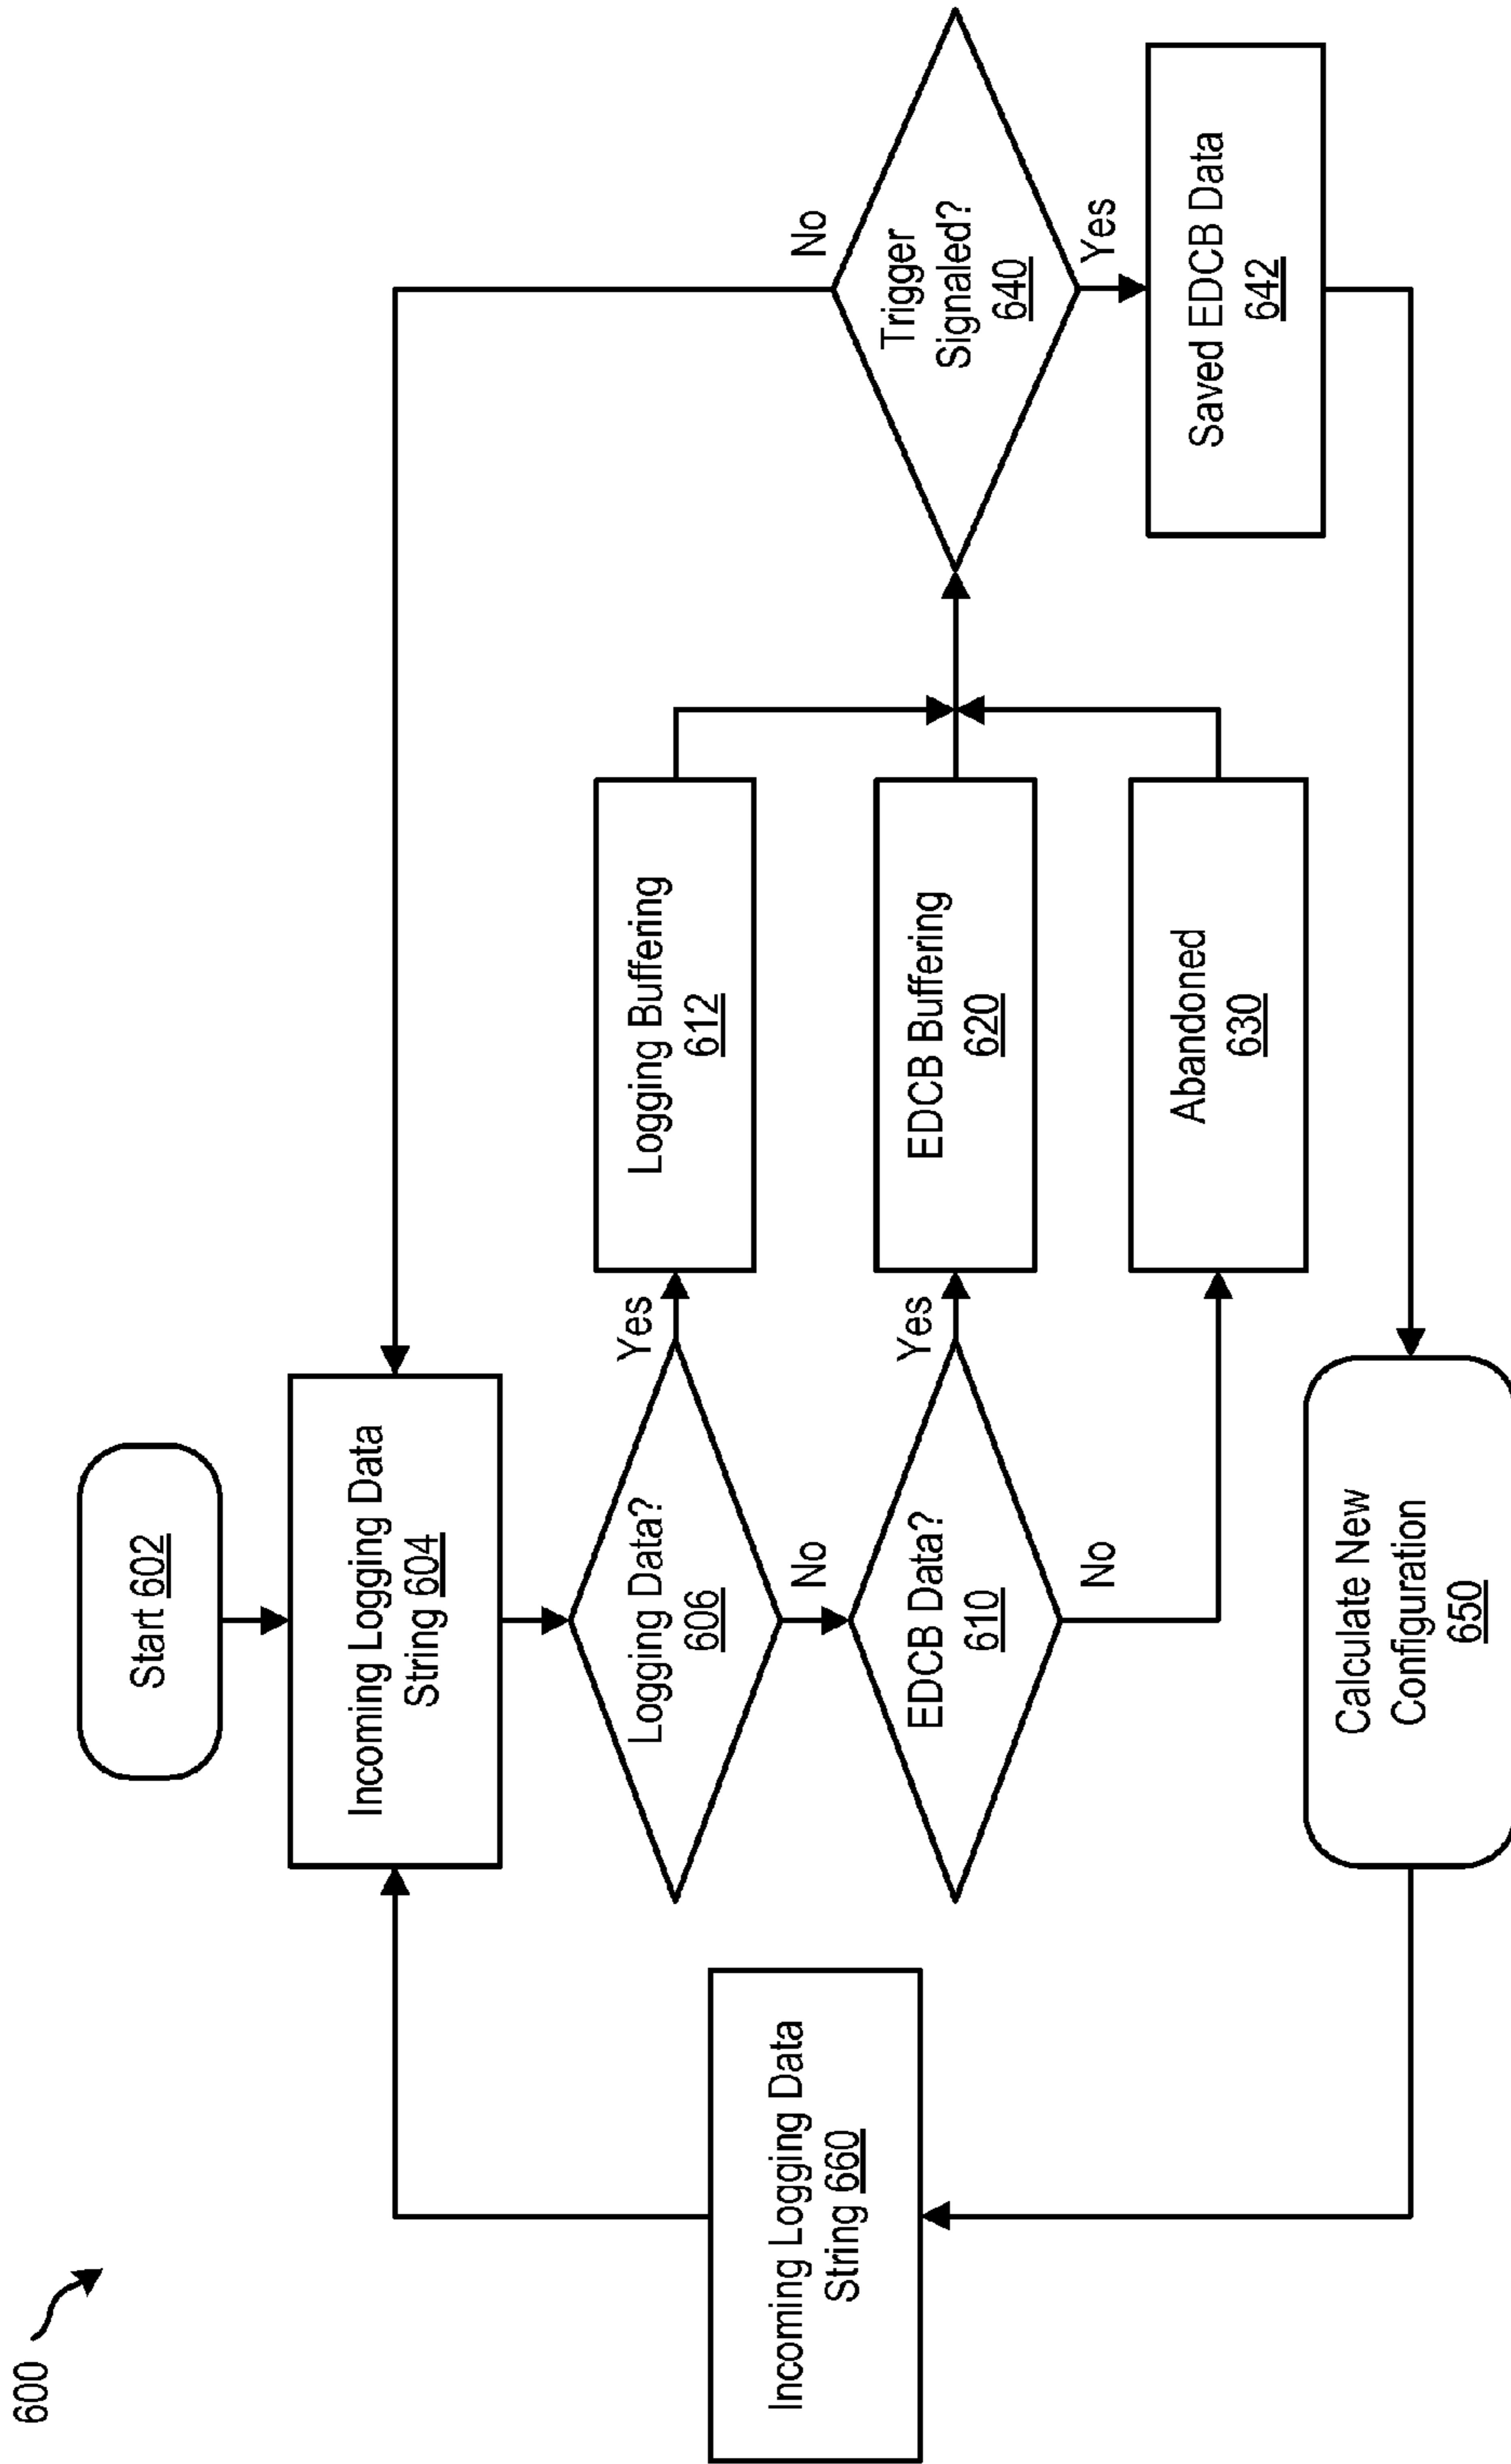 600
Start 602
Incoming Logging Data
String 604
Logging Data?
606
Yes
No
Logging Buffering
612
EDCB Data?
610
Yes
No
EDCB Buffering
620
Abandoned
630
Trigger
Signaled?
640
No
Yes
Saved EDCB Data
642
Calculate New
Configuration
650
Incoming Logging Data
String 660